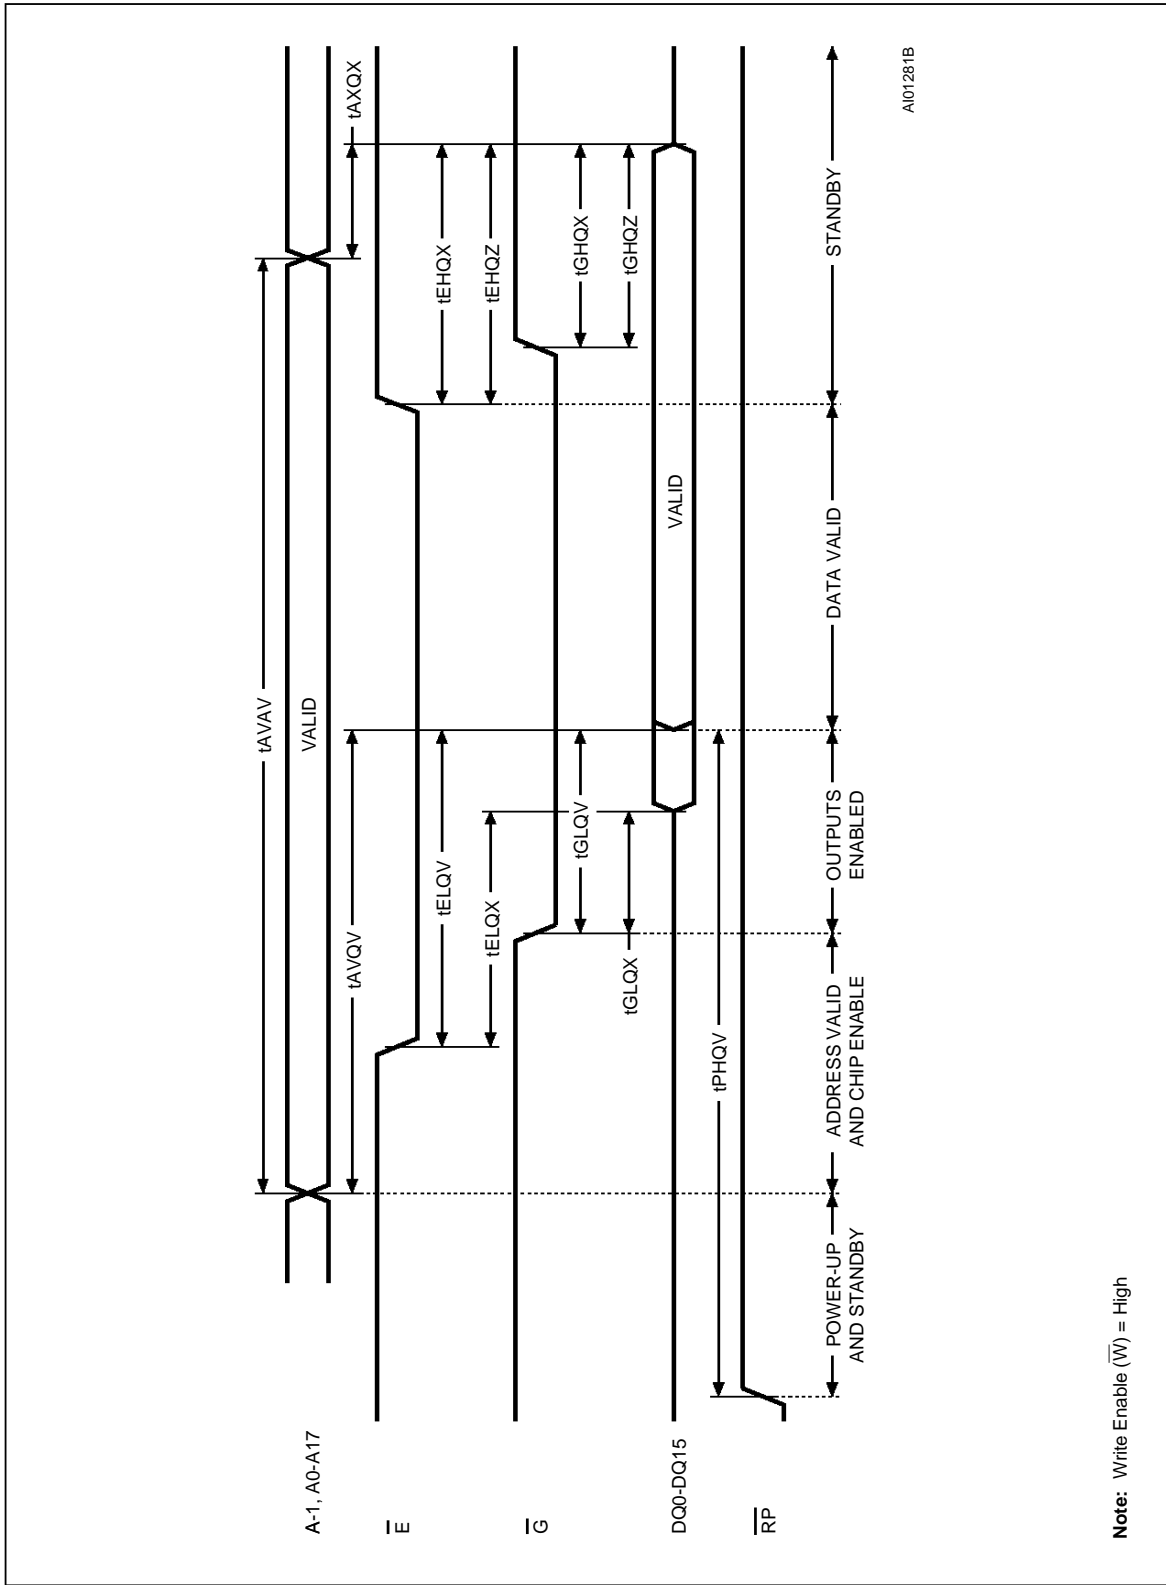 tAVAV
A-1, A0-A17
VALID
tAVQV
tAXQX
E
tELQV
tEHQX
tELQX
tEHQZ
G
tGLQV
tGHQX
tGLQX
tGHQZ
DQ0-DQ15
VALID
tPHQV
RP
POWER-UP
AND STANDBY
ADDRESS VALID
AND CHIP ENABLE
OUTPUTS
ENABLED
DATA VALID
STANDBY
AI01281B
Note: Write Enable (W̅) = High